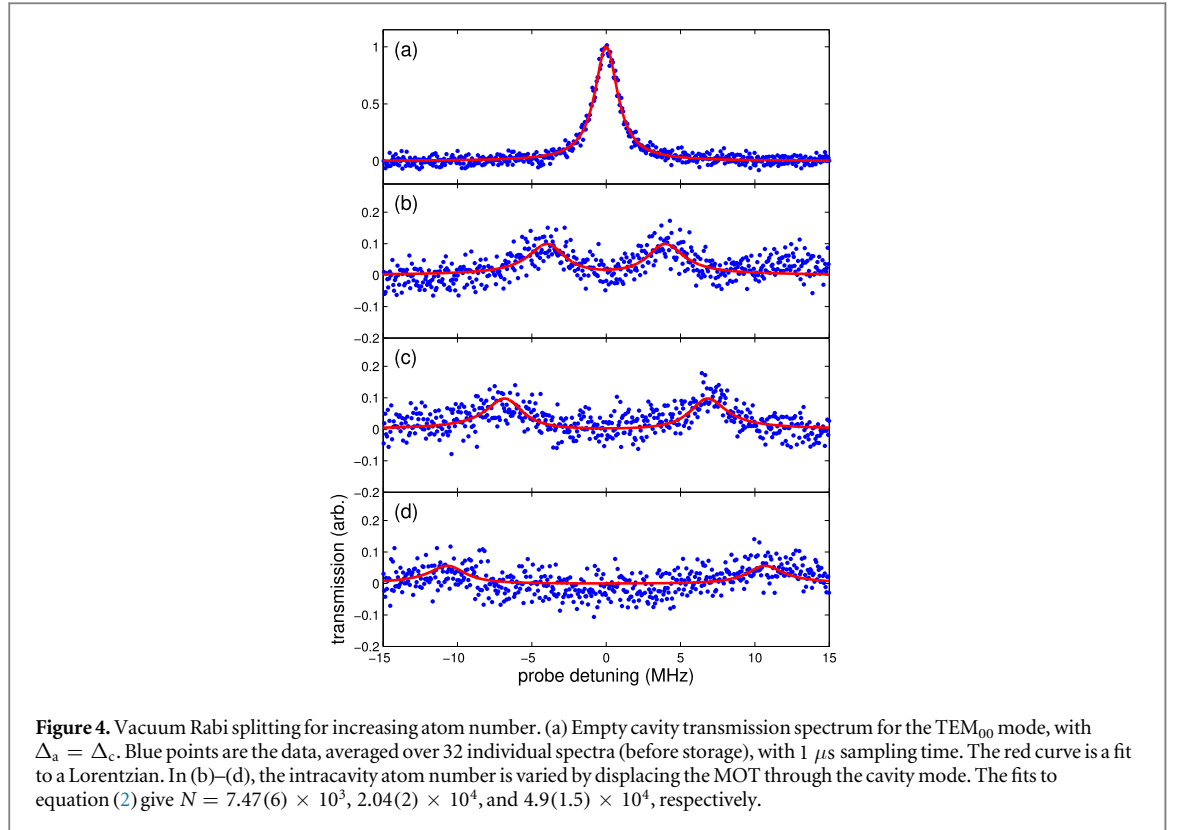 (a)
1
0.5
0
(b)
0.2
0.1
0
−0.1
−0.2
(c)
0.2
0.1
0
−0.1
−0.2
(d)
0.2
0.1
0
−0.1
−0.2
transmission (arb.)
−15 −10 −5 0 5 10 15
probe detuning (MHz)
Figure 4. Vacuum Rabi splitting for increasing atom number. (a) Empty cavity transmission spectrum for the TEM₀₀ mode, with
Δₐ = Δ_c. Blue points are the data, averaged over 32 individual spectra (before storage), with 1 μs sampling time. The red curve is a fit
to a Lorentzian. In (b)–(d), the intracavity atom number is varied by displacing the MOT through the cavity mode. The fits to
equation (2) give N = 7.47(6) × 10³, 2.04(2) × 10⁴, and 4.9(1.5) × 10⁴, respectively.